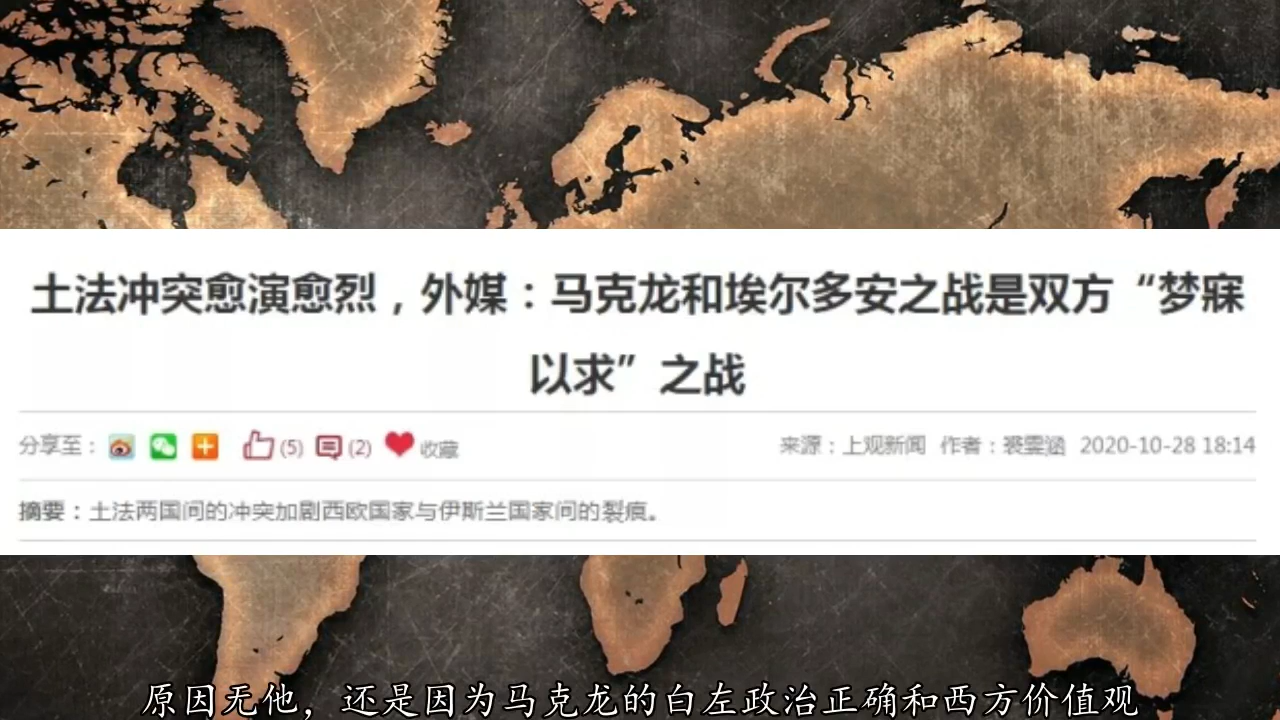 土法冲突愈演愈烈，外媒：马克龙和埃尔多安之战是双方“梦寐
以求”之战
分享至： (5) (2) 收藏 来源：上观新闻 作者：裘雯涵 2020-10-28 18:14
摘要：土法两国间的冲突加剧西欧国家与伊斯兰国家间的裂痕。
原因无他，还是因为马克龙的白左政治正确和西方价值观